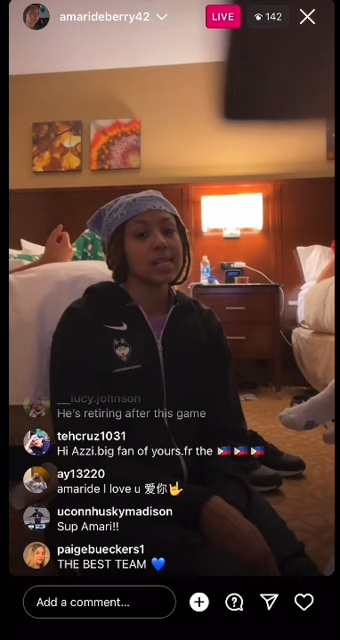 amarideberry42
LIVE
142
__lucy.johnson
He's retiring after this game
tehcruz1031
Hi Azzi.big fan of yours.fr the 🇵🇭 🇵🇭 🇵🇭
ay13220
amaride I love u 爱你🤟
uconnhuskymadison
Sup Amari!!
paigebueckers1
THE BEST TEAM 💙
Add a comment...